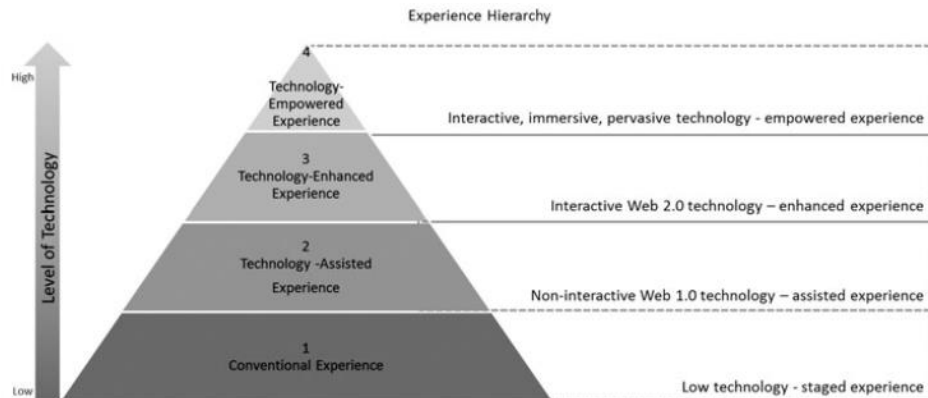 Experience Hierarchy
High
Level of Technology
Low
4
Technology-
Empowered
Experience
Interactive, immersive, pervasive technology - empowered experience
3
Technology-Enhanced
Experience
Interactive Web 2.0 technology – enhanced experience
2
Technology -Assisted
Experience
Non-interactive Web 1.0 technology – assisted experience
1
Conventional Experience
Low technology - staged experience